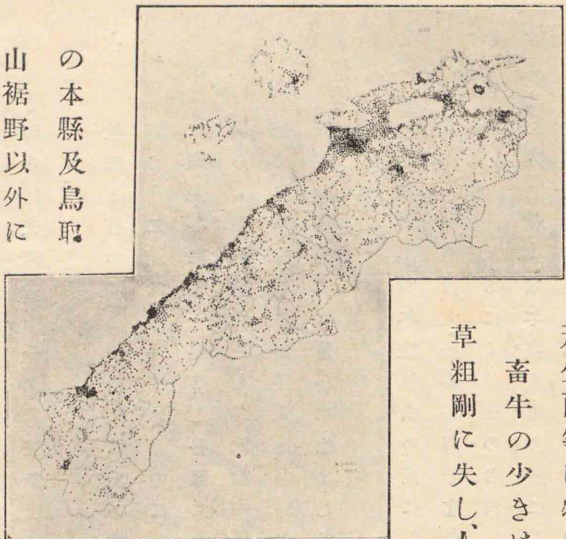 畜牛の少きは
草粗剛に失し、
の本縣及鳥取
山裾野以外に